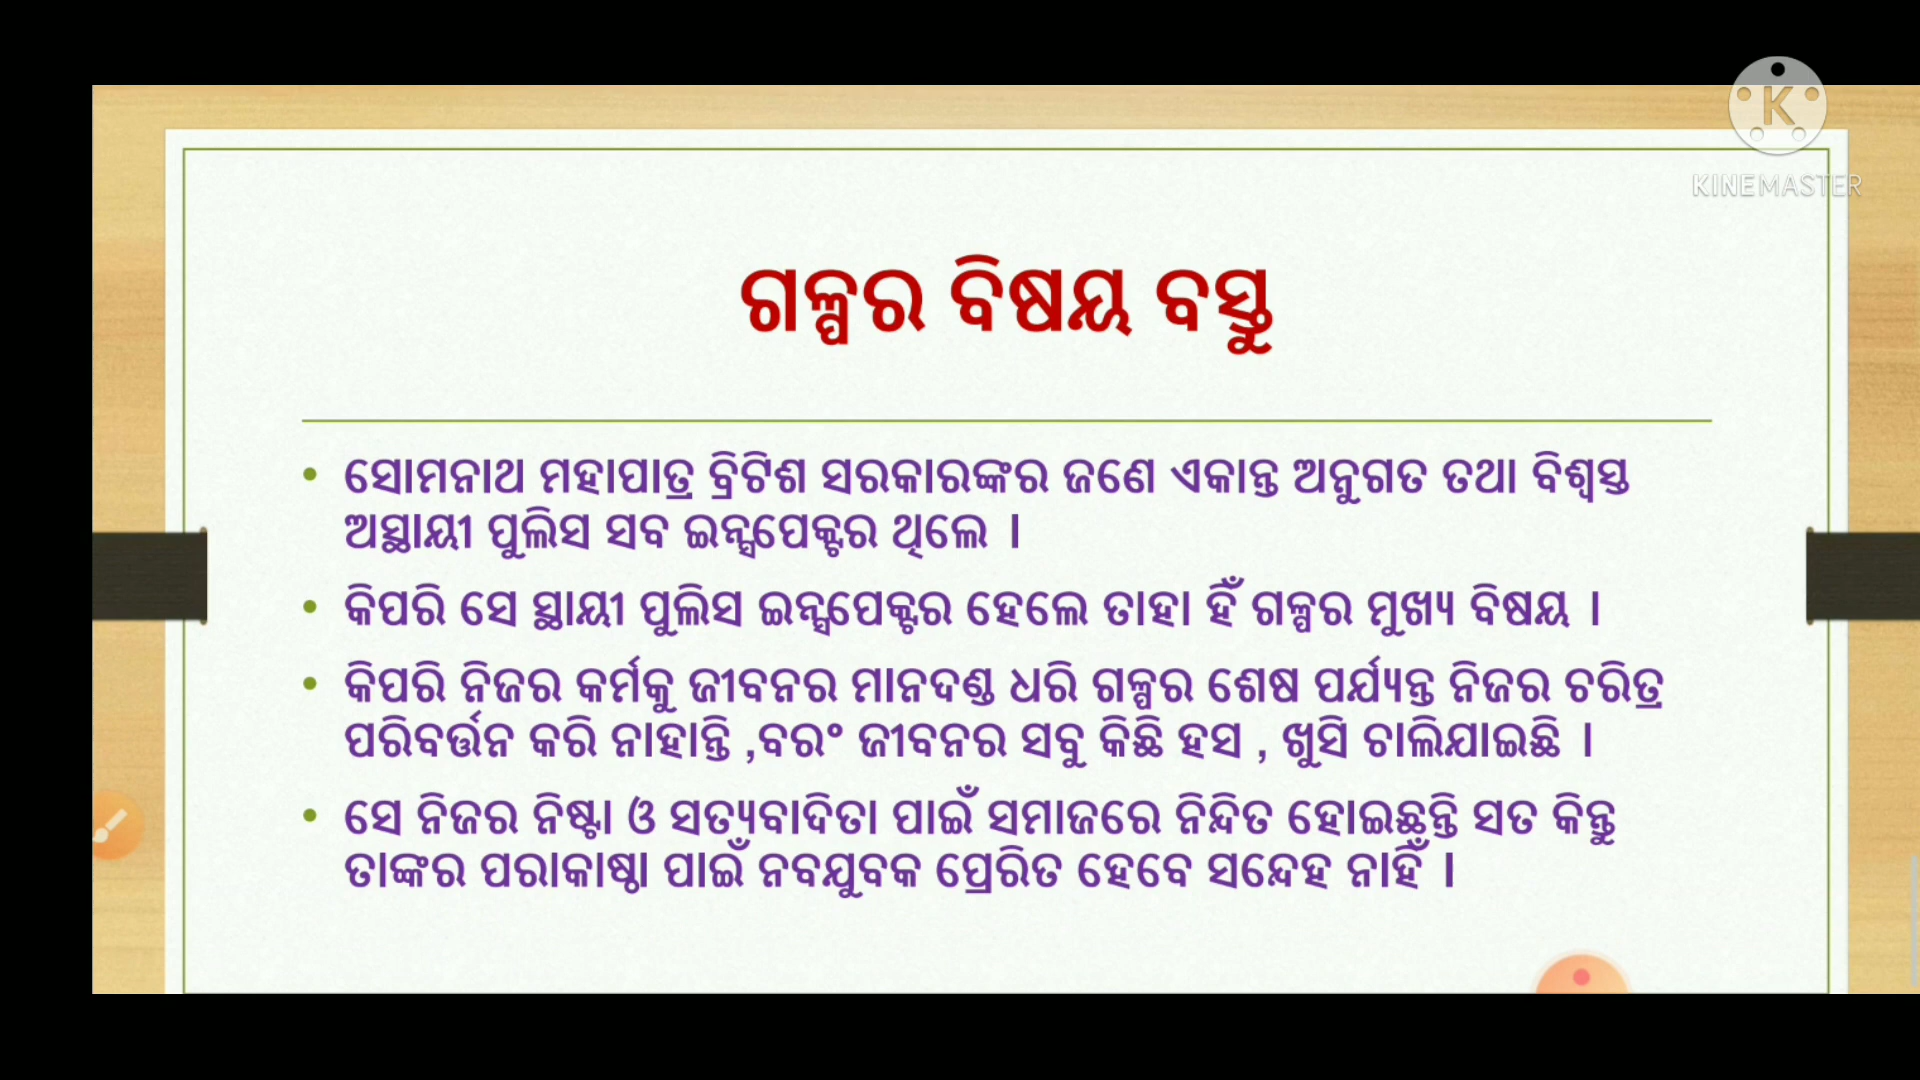 K
KINEMASTER
ଗଳ୍ପର ବିଷୟ ବସ୍ତୁ
• ସୋମନାଥ ମହାପାତ୍ର ବ୍ରିଟିଶ ସରକାରଙ୍କର ଜଣେ ଏକାନ୍ତ ଅନୁଗତ ତଥା ବିଶ୍ୱସ୍ତ
ଅସ୍ଥାୟୀ ପୁଲିସ ସବ ଇନ୍ସପେକ୍ଟର ଥିଲେ ।
• କିପରି ସେ ସ୍ଥାୟୀ ପୁଲିସ ଇନ୍ସପେକ୍ଟର ହେଲେ ତାହା ହିଁ ଗଳ୍ପର ମୁଖ୍ୟ ବିଷୟ ।
• କିପରି ନିଜର କର୍ମକୁ ଜୀବନର ମାନଦଣ୍ଡ ଧରି ଗଳ୍ପର ଶେଷ ପର୍ଯ୍ୟନ୍ତ ନିଜର ଚରିତ୍ର
ପରିବର୍ତ୍ତନ କରି ନାହାନ୍ତି ,ବରଂ ଜୀବନର ସବୁ କିଛି ହସ , ଖୁସି ଚାଲିଯାଇଛି ।
• ସେ ନିଜର ନିଷ୍ଟା ଓ ସତ୍ୟବାଦିତା ପାଇଁ ସମାଜରେ ନିନ୍ଦିତ ହୋଇଛନ୍ତି ସତ କିନ୍ତୁ
ତାଙ୍କର ପରାକାଷ୍ଠା ପାଇଁ ନବଯୁବକ ପ୍ରେରିତ ହେବେ ସନ୍ଦେହ ନାହିଁ ।